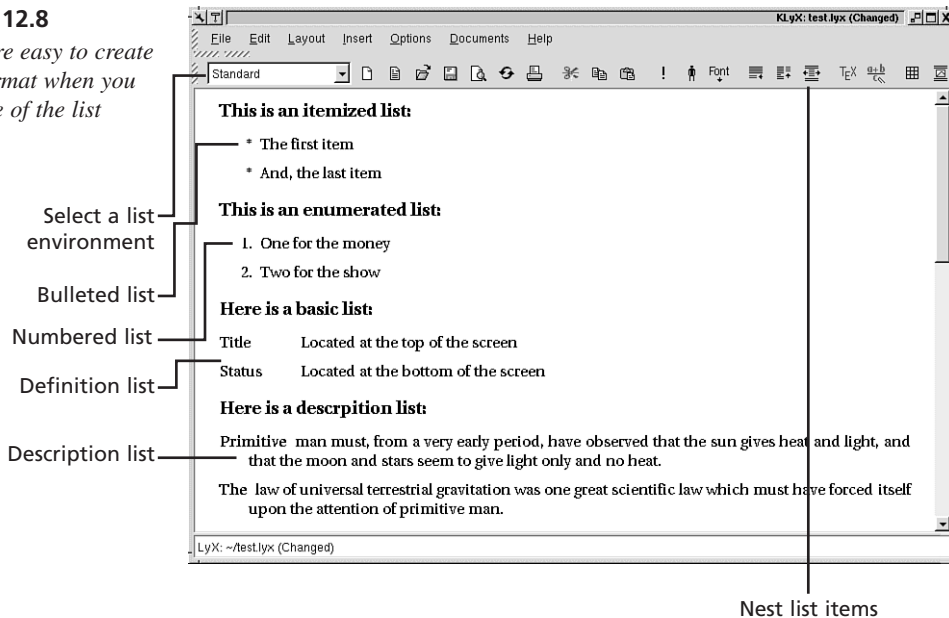 12.8
re easy to create
rmat when you
e of the list
KLyX: test.lyx (Changed)
File Edit Layout Insert Options Documents Help
Standard
Font
TEX
a+b
This is an itemized list:
* The first item
* And, the last item
This is an enumerated list:
1. One for the money
2. Two for the show
Here is a basic list:
Title Located at the top of the screen
Status Located at the bottom of the screen
Here is a descrpition list:
Primitive man must, from a very early period, have observed that the sun gives heat and light, and
that the moon and stars seem to give light only and no heat.
The law of universal terrestrial gravitation was one great scientific law which must have forced itself
upon the attention of primitive man.
LyX: ~/test.lyx (Changed)
Select a list
environment
Bulleted list
Numbered list
Definition list
Description list
Nest list items